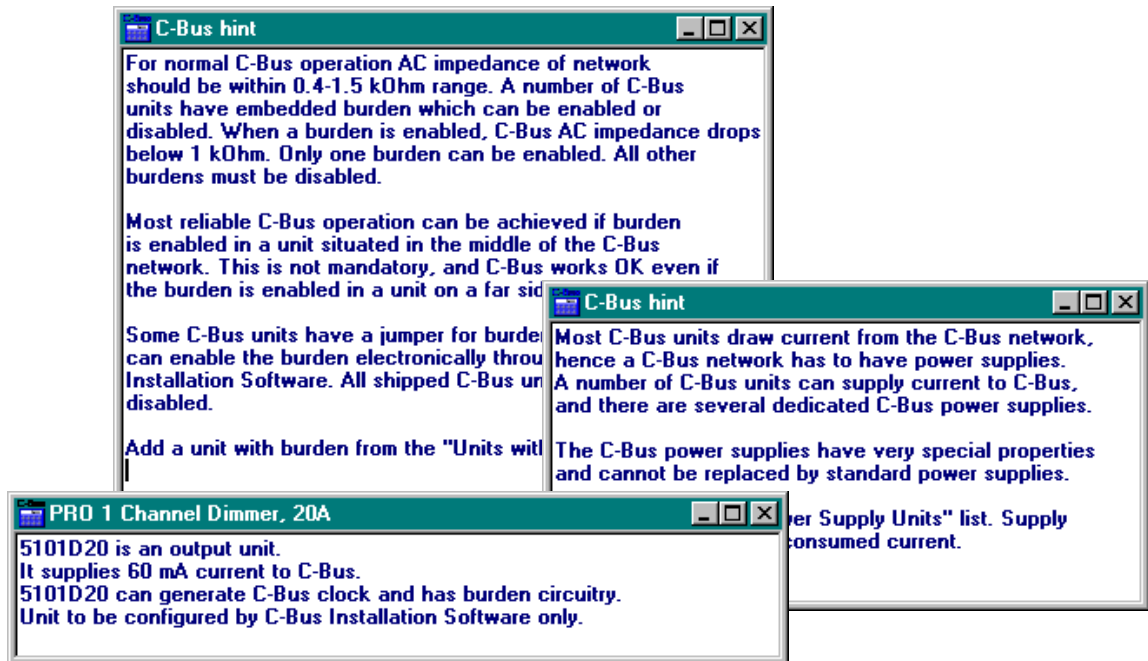 C-Bus hint
For normal C-Bus operation AC impedance of network
should be within 0.4-1.5 kOhm range. A number of C-Bus
units have embedded burden which can be enabled or
disabled. When a burden is enabled, C-Bus AC impedance drops
below 1 kOhm. Only one burden can be enabled. All other
burdens must be disabled.
Most reliable C-Bus operation can be achieved if burden
is enabled in a unit situated in the middle of the C-Bus
network. This is not mandatory, and C-Bus works OK even if
the burden is enabled in a unit on a far sid
Some C-Bus units have a jumper for burde
can enable the burden electronically throu
Installation Software. All shipped C-Bus un
disabled.
Add a unit with burden from the "Units wit
C-Bus hint
Most C-Bus units draw current from the C-Bus network,
hence a C-Bus network has to have power supplies.
A number of C-Bus units can supply current to C-Bus,
and there are several dedicated C-Bus power supplies.
The C-Bus power supplies have very special properties
and cannot be replaced by standard power supplies.
er Supply Units" list. Supply
consumed current.
PRO 1 Channel Dimmer, 20A
5101D20 is an output unit.
It supplies 60 mA current to C-Bus.
5101D20 can generate C-Bus clock and has burden circuitry.
Unit to be configured by C-Bus Installation Software only.